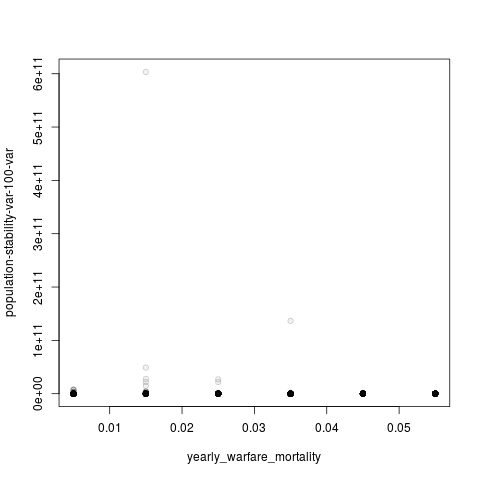 6e+11
5e+11
4e+11
3e+11
2e+11
1e+11
0e+00
population-stability-var-100-var
0.01 0.02 0.03 0.04 0.05
yearly_warfare_mortality